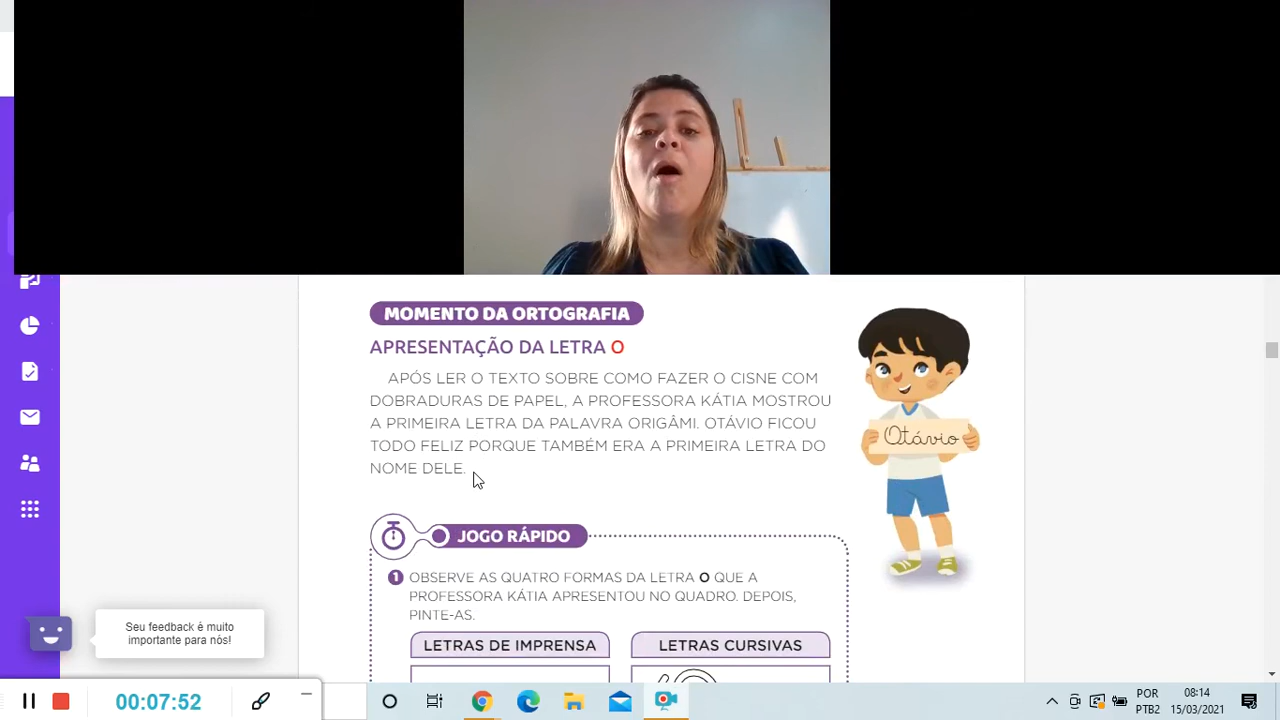 MOMENTO DA ORTOGRAFIA
APRESENTAÇÃO DA LETRA O
APÓS LER O TEXTO SOBRE COMO FAZER O CISNE COM
DOBRADURAS DE PAPEL, A PROFESSORA KÁTIA MOSTROU
A PRIMEIRA LETRA DA PALAVRA ORIGÂMI. OTÁVIO FICOU
TODO FELIZ PORQUE TAMBÉM ERA A PRIMEIRA LETRA DO
NOME DELE.
Otávio
JOGO RÁPIDO
1 OBSERVE AS QUATRO FORMAS DA LETRA O QUE A
PROFESSORA KÁTIA APRESENTOU NO QUADRO. DEPOIS,
PINTE-AS.
LETRAS DE IMPRENSA
LETRAS CURSIVAS
Seu feedback é muito
importante para nós!
00:07:52
POR
PTB2
08:14
15/03/2021